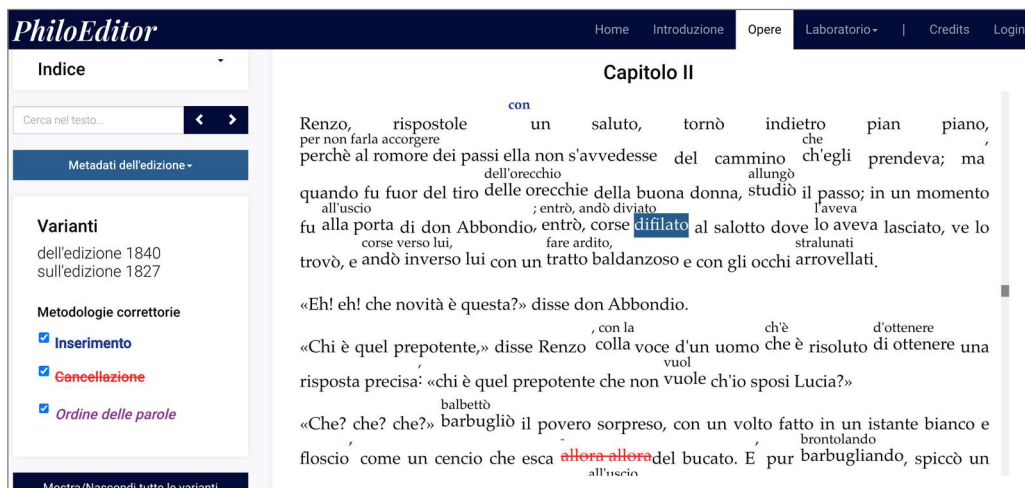 PhiloEditor
Home Introduzione Opere Laboratorio | Credits Login
Indice
Cerca nel testo...
Metadati dell'edizione
Varianti
dell'edizione 1840
sull'edizione 1827
Metodologie correttorie
Inserimento
Cancellazione
Ordine delle parole
Mostra/Nascondi tutte le varianti
Capitolo II
con
Renzo, rispostole un saluto, tornò indietro pian piano,
per non farla accorgere che ,
perchè al romore dei passi ella non s'avvedesse del cammino ch'egli prendeva; ma
dell'orecchio allungò
quando fu fuor del tiro delle orecchie della buona donna, studiò il passo; in un momento
all'uscio ; entrò, andò diviato l'aveva
fu alla porta di don Abbondio, entrò, corse difilato al salotto dove lo aveva lasciato, ve lo
corse verso lui, fare ardito, stralunati
trovò, e andò inverso lui con un tratto baldanzoso e con gli occhi arrovellati.
«Eh! eh! che novità è questa?» disse don Abbondio.
, con la ch'è d'ottenere
«Chi è quel prepotente,» disse Renzo colla voce d'un uomo che è risoluto di ottenere una
, vuol
risposta precisa: «chi è quel prepotente che non vuole ch'io sposi Lucia?»
balbettò
«Che? che? che?» barbugliò il povero sorpreso, con un volto fatto in un istante bianco e
, - , brontolando
floscio come un cencio che esca allora allora del bucato. E pur barbugliando, spiccò un
all'uscio